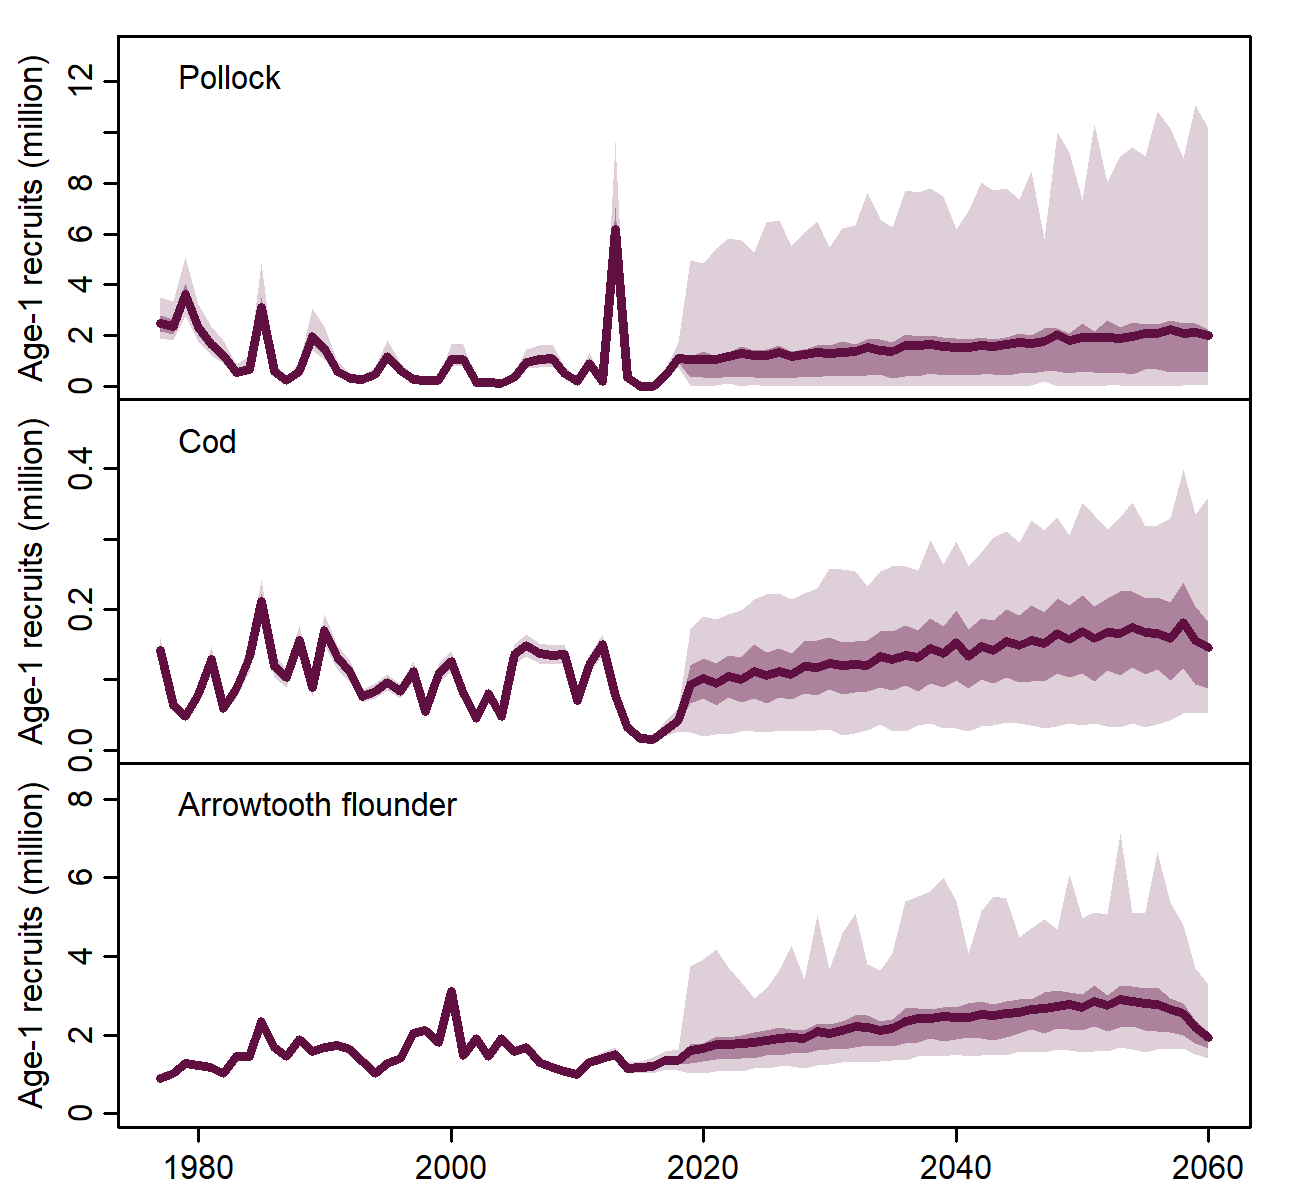 Pollock
Age-1 recruits (million)
12
8
6
4
2
0
Cod
Age-1 recruits (million)
0.4
0.2
0.0
Arrowtooth flounder
Age-1 recruits (million)
8
6
4
2
0
1980 2000 2020 2040 2060